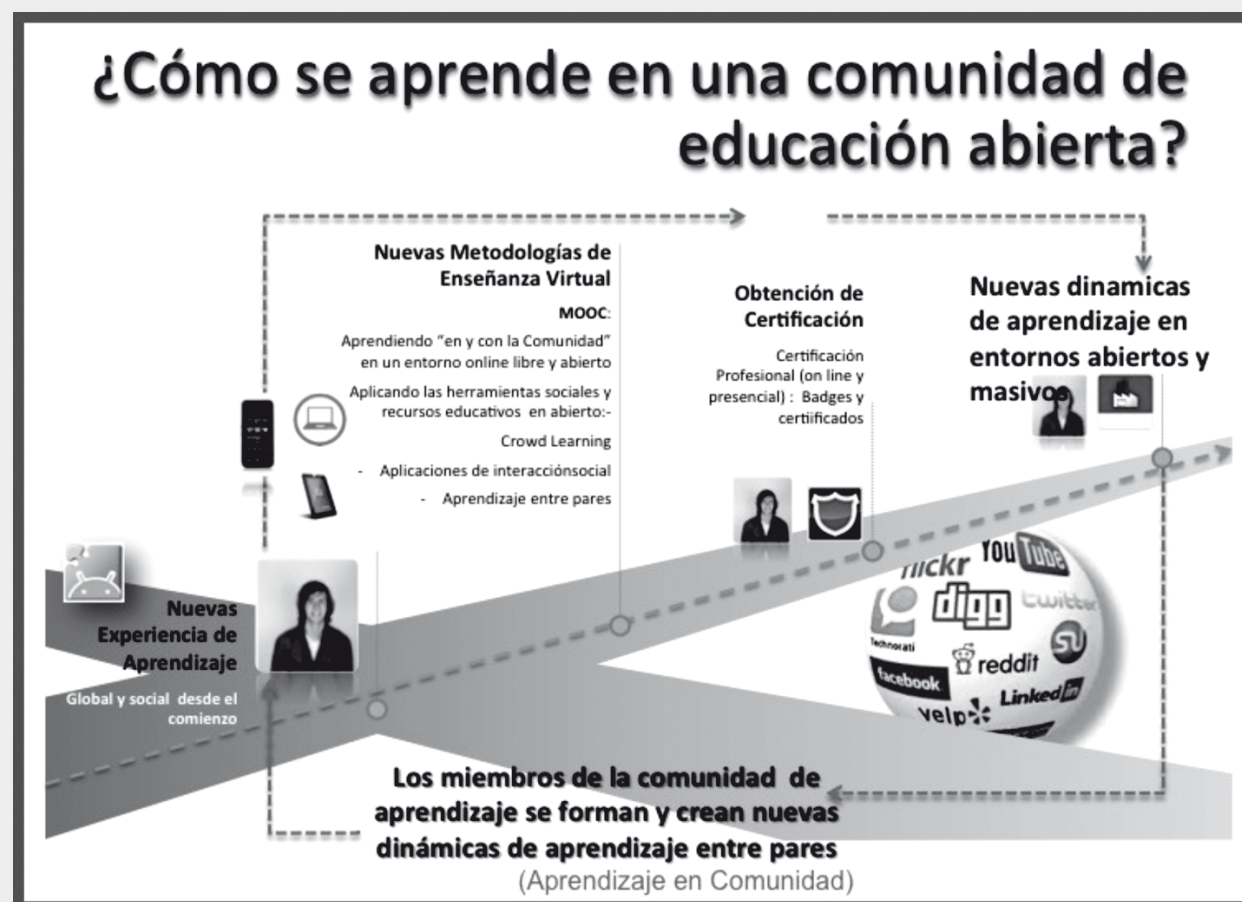 ¿Cómo se aprende en una comunidad de
educación abierta?
Nuevas Metodologías de
Enseñanza Virtual
MOOC:
Aprendiendo "en y con la Comunidad"
en un entorno online libre y abierto
Aplicando las herramientas sociales y
recursos educativos en abierto:-
Crowd Learning
- Aplicaciones de interacciónsocial
- Aprendizaje entre pares
Obtención de
Certificación
Certificación
Profesional (on line y
presencial) : Badges y
certiificados
Nuevas dinamicas
de aprendizaje en
entornos abiertos y
masivos
Nuevas
Experiencia de
Aprendizaje
Global y social desde el
comienzo
flickr
You Tube
digg
twitter
Technorati
reddit
facebook
Linked in
yelp
Los miembros de la comunidad de
aprendizaje se forman y crean nuevas
dinámicas de aprendizaje entre pares
(Aprendizaje en Comunidad)